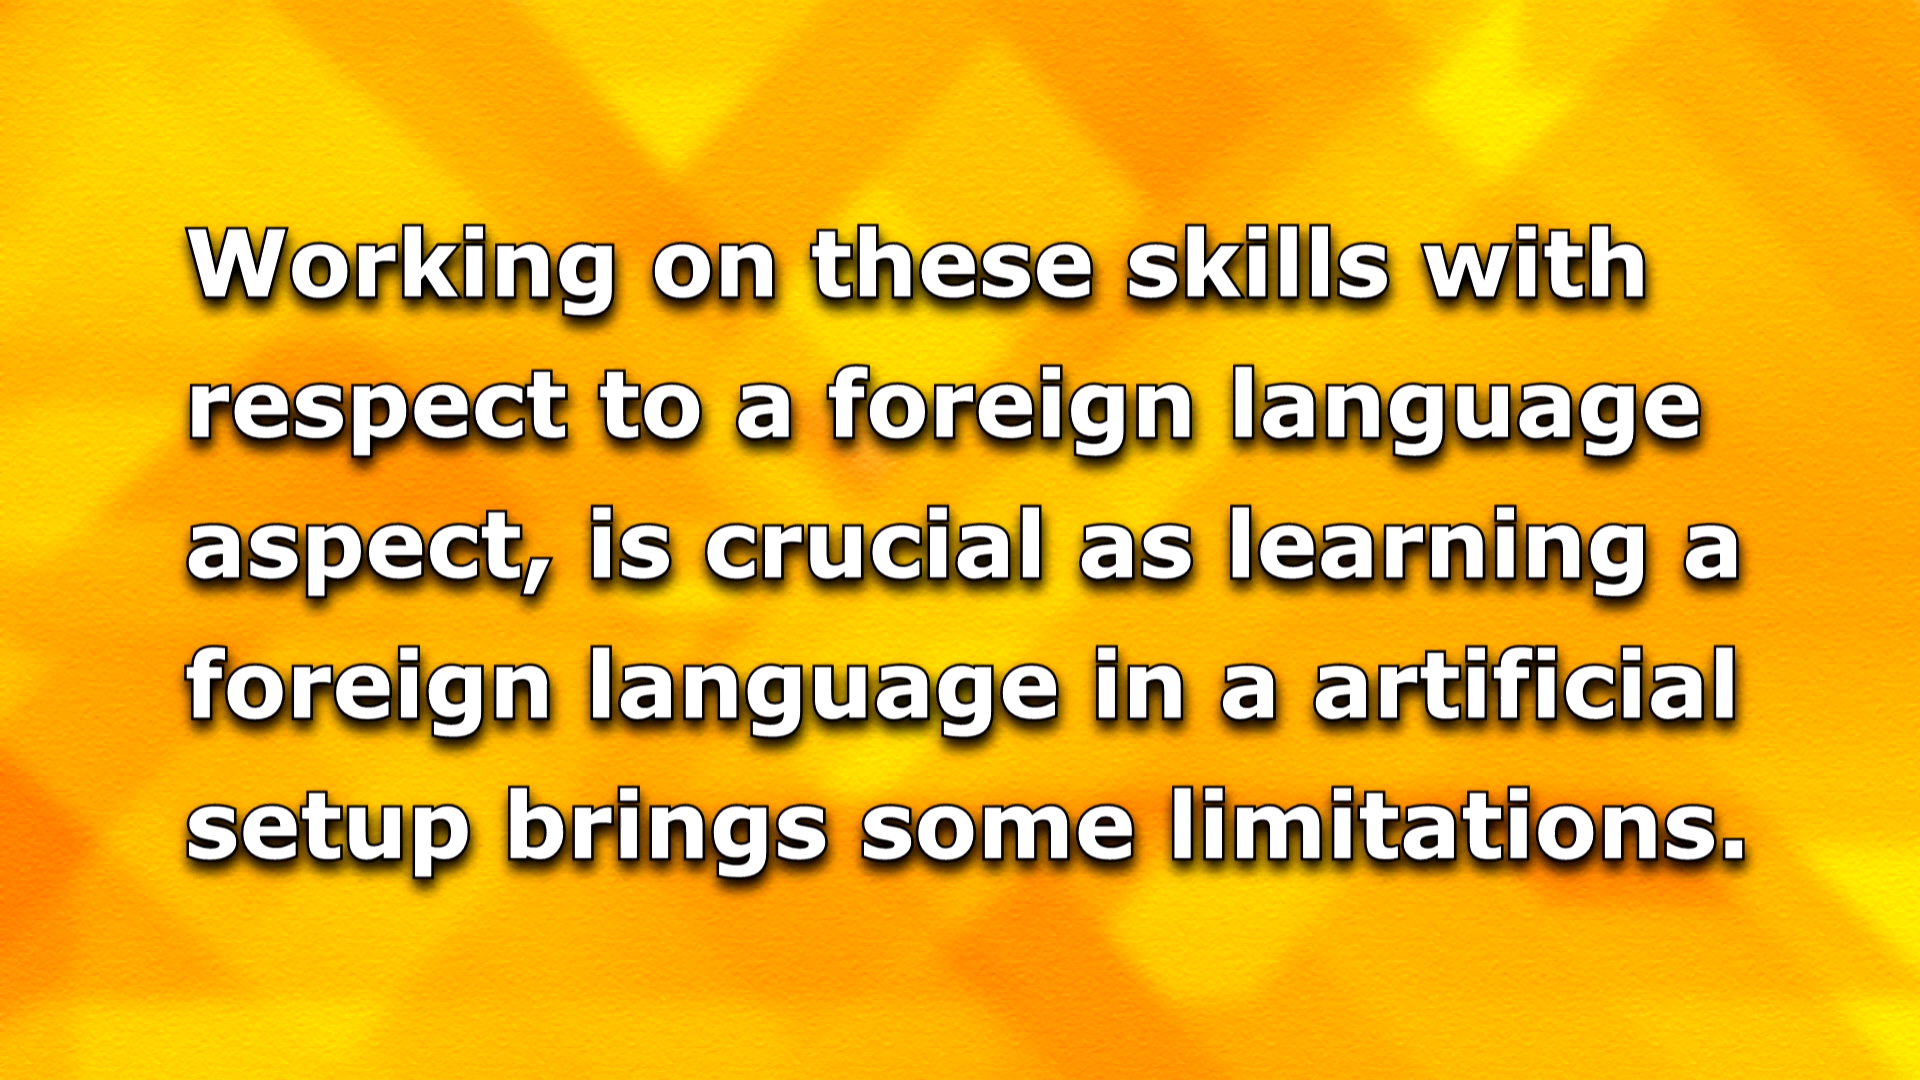 Working on these skills with
respect to a foreign language
aspect, is crucial as learning a
foreign language in a artificial
setup brings some limitations.